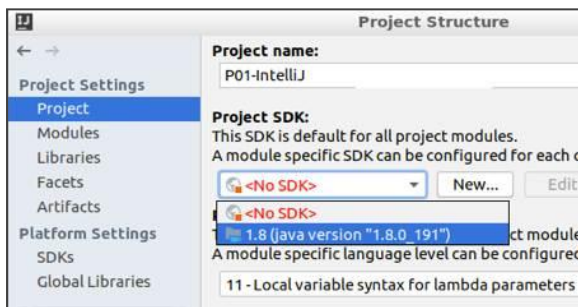 Project Structure
Project Settings
Project
Modules
Libraries
Facets
Artifacts
Platform Settings
SDKs
Global Libraries
Project name:
P01-IntelliJ
Project SDK:
This SDK is default for all project modules.
A module specific SDK can be configured for each
<No SDK>
New...
Edit
<No SDK>
1.8 (java version "1.8.0_191")
ct module
A module specific language level can be configured
11 - Local variable syntax for lambda parameters